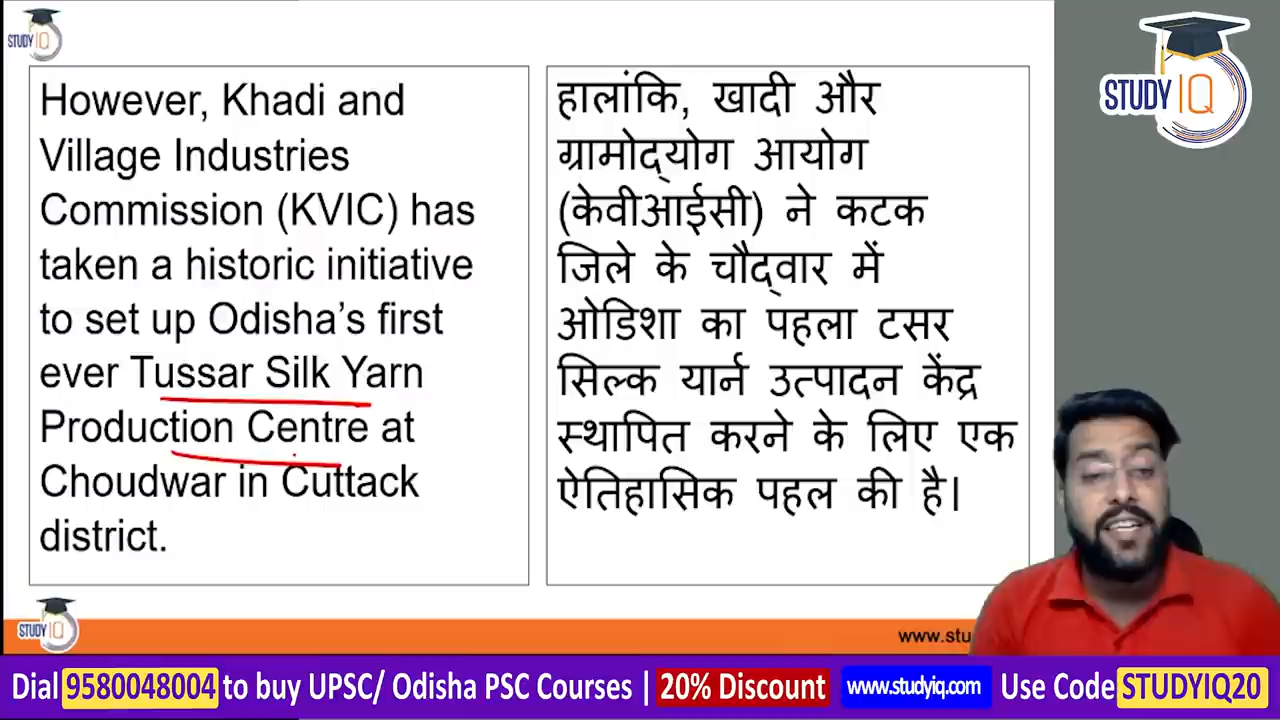 STUDY IQ
However, Khadi and
Village Industries
Commission (KVIC) has
taken a historic initiative
to set up Odisha's first
ever Tussar Silk Yarn
Production Centre at
Choudwar in Cuttack
district.
हालांकि, खादी और
ग्रामोद्योग आयोग
(केवीआईसी) ने कटक
जिले के चौद्वार में
ओडिशा का पहला टसर
सिल्क यार्न उत्पादन केंद्र
स्थापित करने के लिए एक
ऐतिहासिक पहल की है।
STUDY IQ
STUDY IQ
www.stu
Dial 9580048004 to buy UPSC/ Odisha PSC Courses | 20% Discount www.studyiq.com Use Code STUDYIQ20